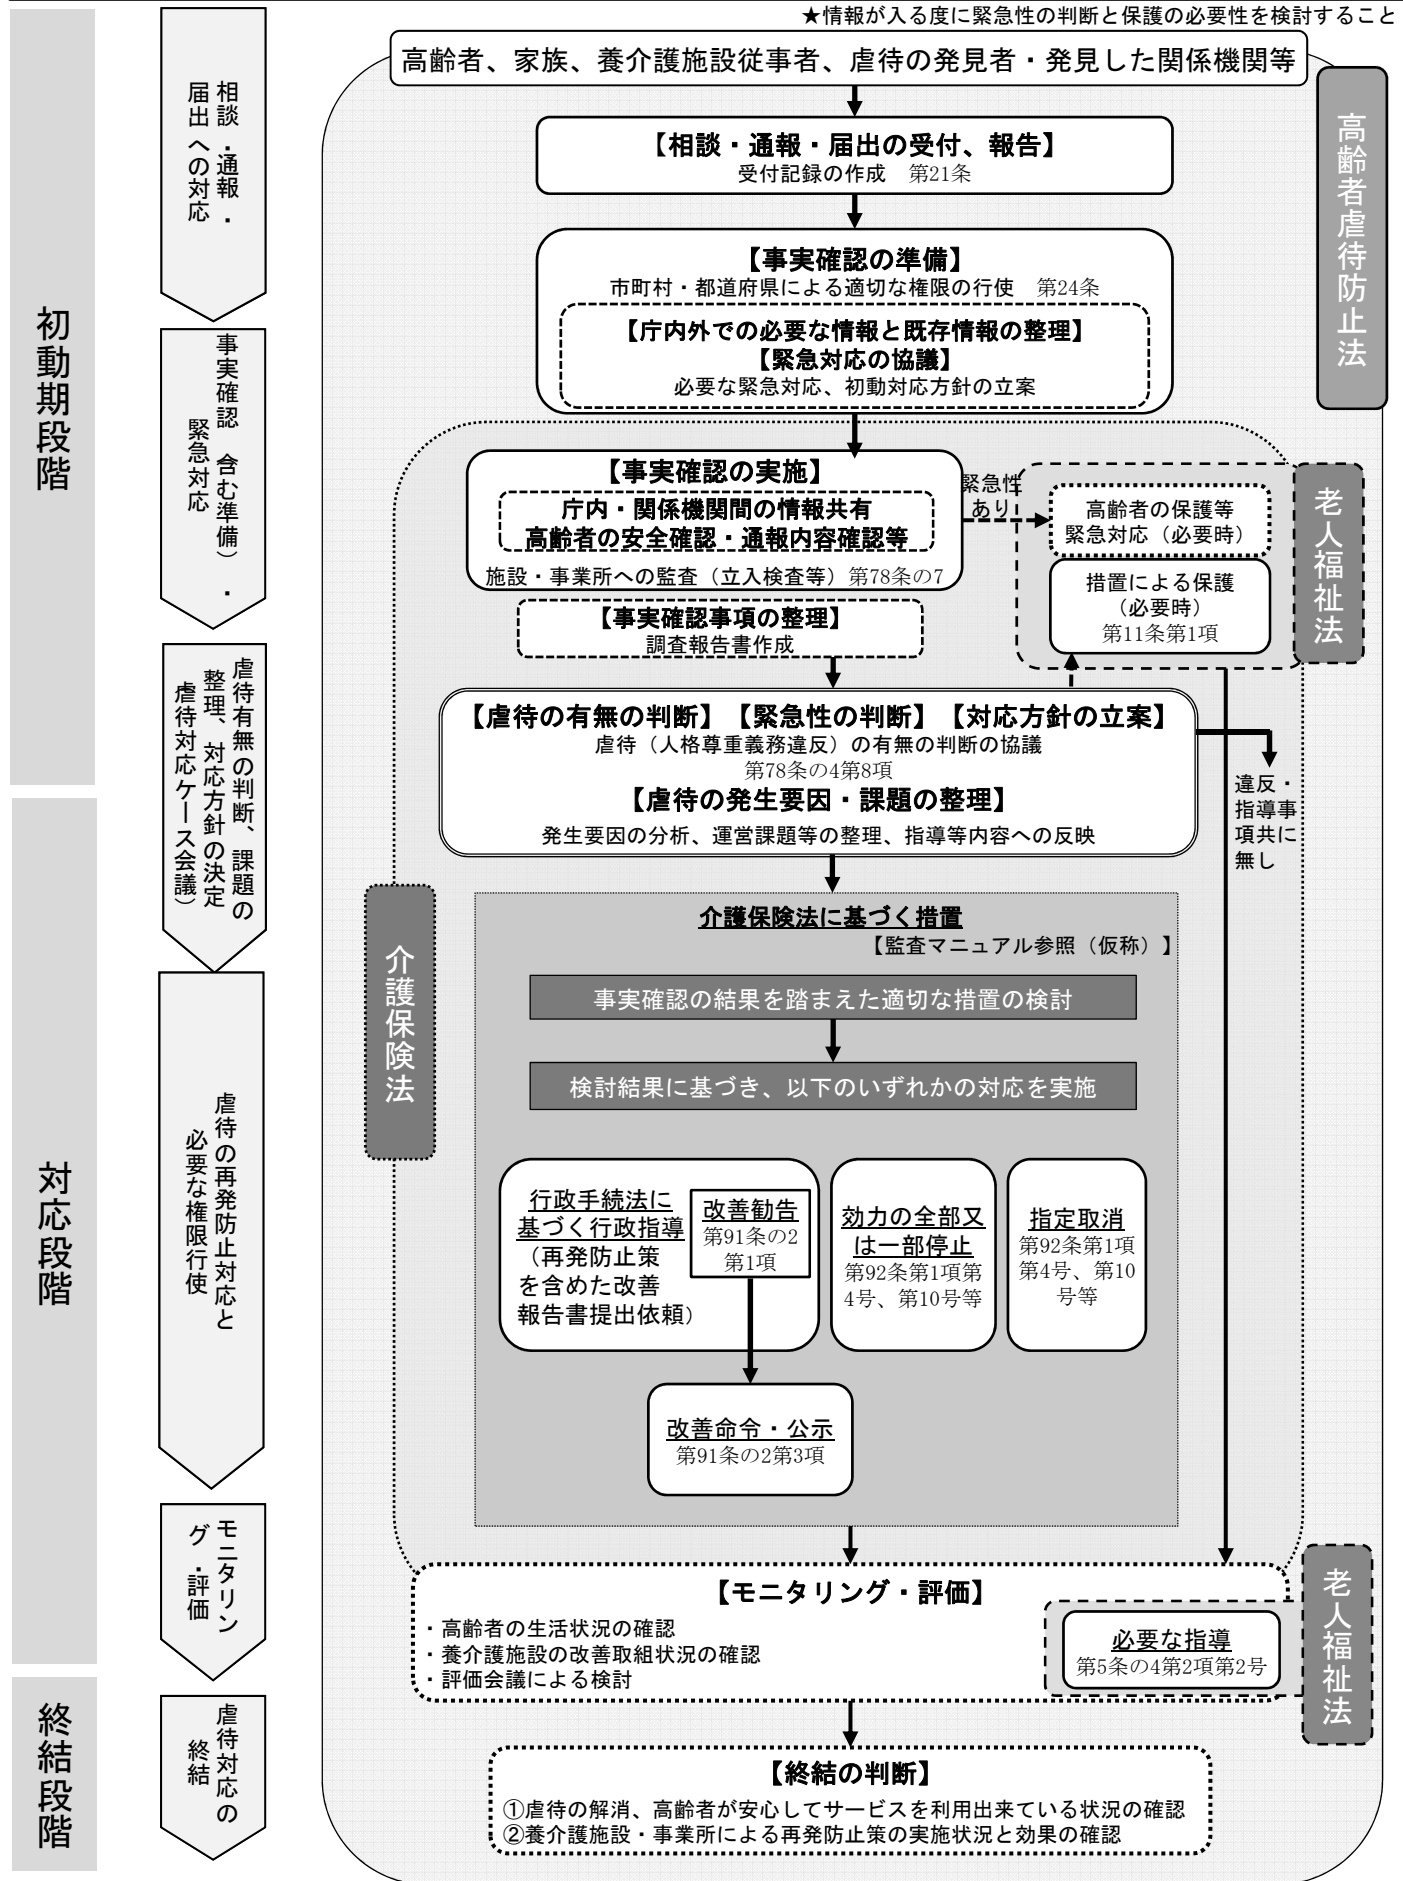 ★情報が入る度に緊急性の判断と保護の必要性を検討すること
高齢者、家族、養介護施設従事者、虐待の発見者・発見した関係機関等
初動期段階
相談・通報・
届出への対応
高齢者虐待防止法
【相談・通報・届出の受付、報告】
受付記録の作成　第21条
【事実確認の準備】
市町村・都道府県による適切な権限の行使　第24条
【庁内外での必要な情報と既存情報の整理】
【緊急対応の協議】
必要な緊急対応、初動対応方針の立案
事実確認 含む準備）・
緊急対応
【事実確認の実施】
庁内・関係機関間の情報共有
高齢者の安全確認・通報内容確認等
施設・事業所への監査（立入検査等）第78条の7
緊急性
あり
高齢者の保護等
緊急対応（必要時）
措置による保護
（必要時）
第11条第1項
老人福祉法
【事実確認事項の整理】
調査報告書作成
虐待有無の判断、課題の
整理、対応方針の決定
虐待対応ケース会議）
【虐待の有無の判断】【緊急性の判断】【対応方針の立案】
虐待（人格尊重義務違反）の有無の判断の協議
第78条の4第8項
【虐待の発生要因・課題の整理】
発生要因の分析、運営課題等の整理、指導等内容への反映
違反・
指導事
項共に
無し
対応段階
虐待の再発防止対応と
必要な権限行使
介護保険法
介護保険法に基づく措置
【監査マニュアル参照（仮称）】
事実確認の結果を踏まえた適切な措置の検討
検討結果に基づき、以下のいずれかの対応を実施
行政手続法に
基づく行政指導
（再発防止策
を含めた改善
報告書提出依頼）
改善勧告
第91条の2
第1項
効力の全部又
は一部停止
第92条第1項第
4号、第10号等
指定取消
第92条第1項
第4号、第10
号等
改善命令・公示
第91条の2第3項
モニタリン
グ・評価
【モニタリング・評価】
・高齢者の生活状況の確認
・養介護施設の改善取組状況の確認
・評価会議による検討
必要な指導
第5条の4第2項第2号
老人福祉法
終結段階
虐待対応の
終結
【終結の判断】
①虐待の解消、高齢者が安心してサービスを利用出来ている状況の確認
②養介護施設・事業所による再発防止策の実施状況と効果の確認